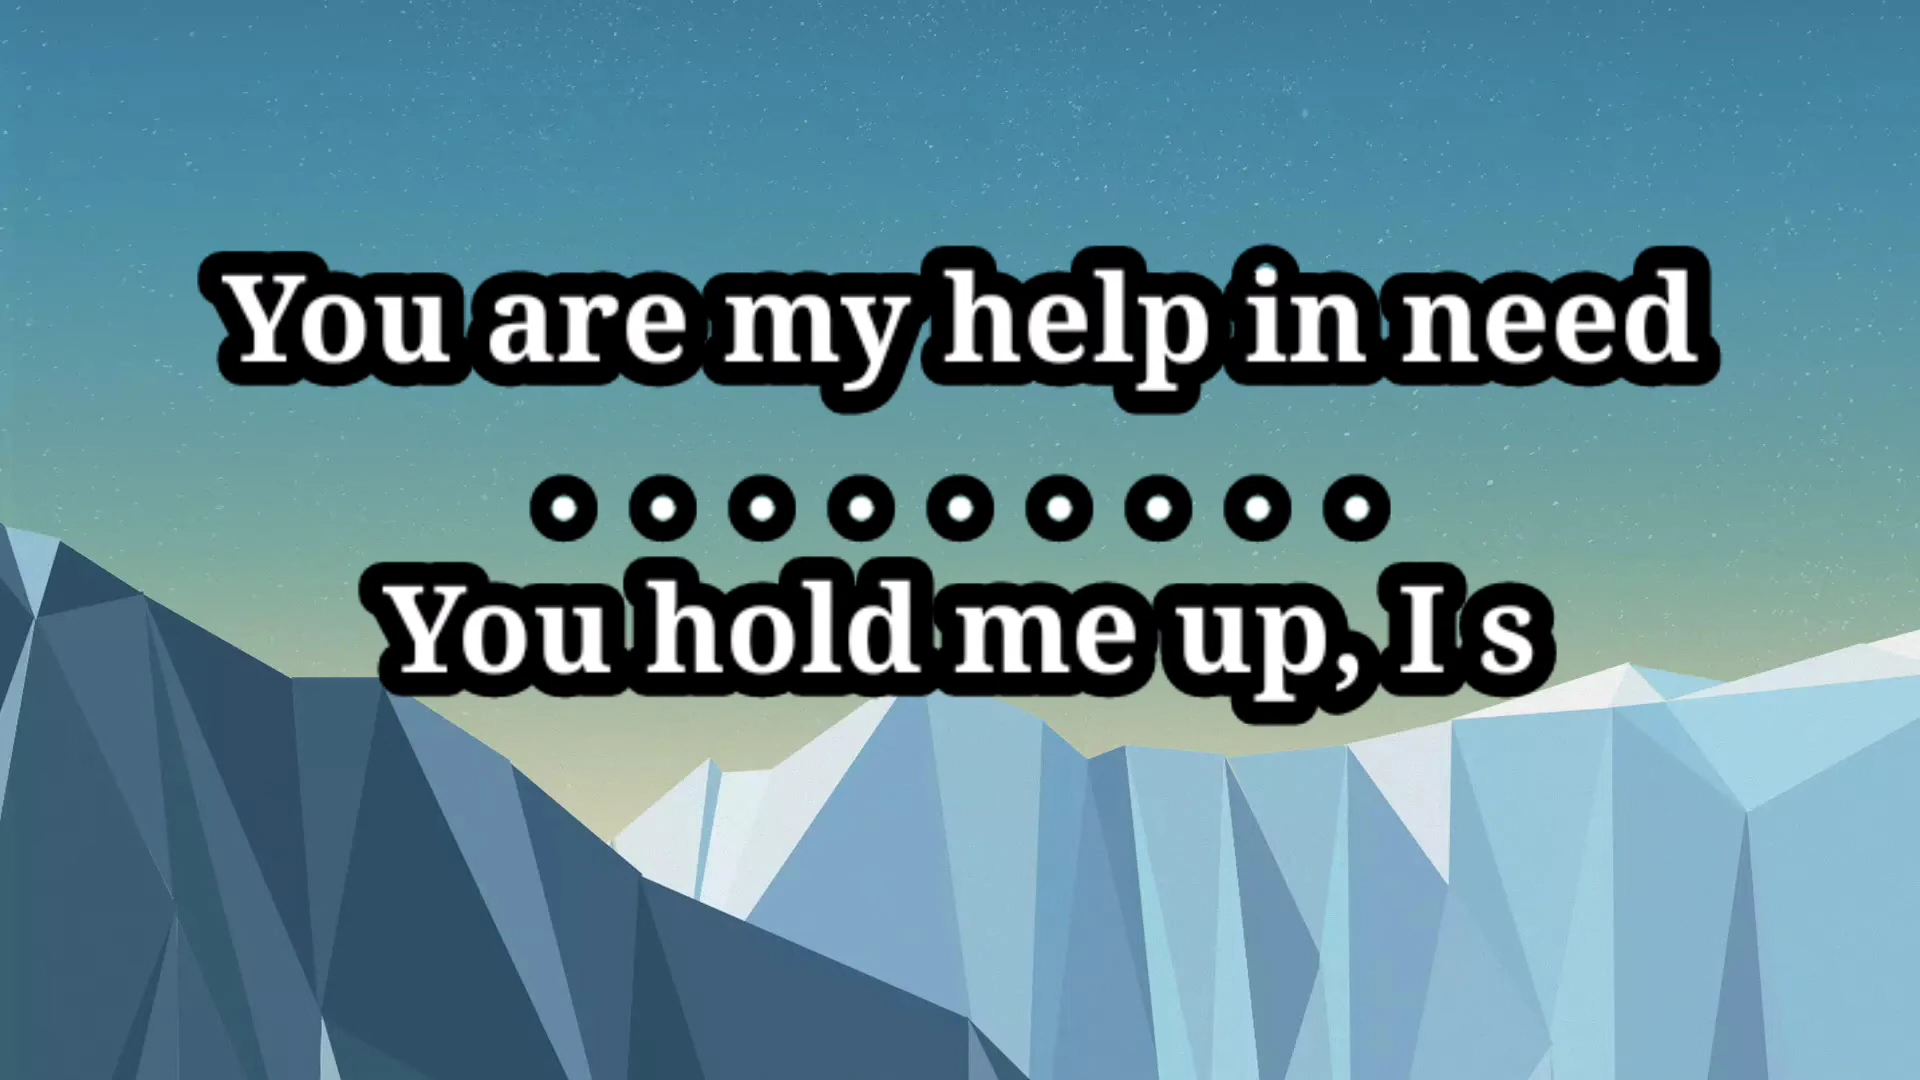 You are my help in need
• • • • • • • • •
You hold me up, I s